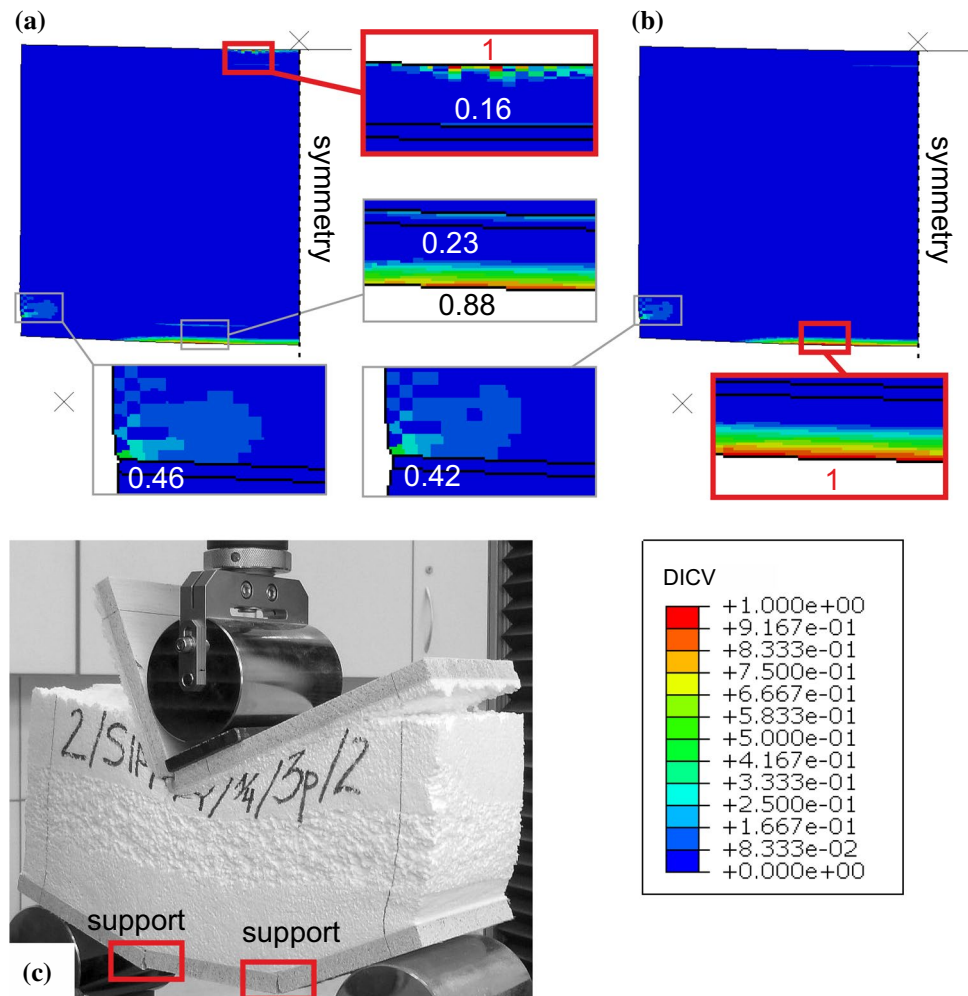 (a)
(b)
1
0.16
symmetry
symmetry
0.23
0.88
0.46
0.42
1
DICV
+1.000e+00
+9.167e-01
+8.333e-01
+7.500e-01
+6.667e-01
+5.833e-01
+5.000e-01
+4.167e-01
+3.333e-01
+2.500e-01
+1.667e-01
+8.333e-02
+0.000e+00
/3p/2
support
support
(c)